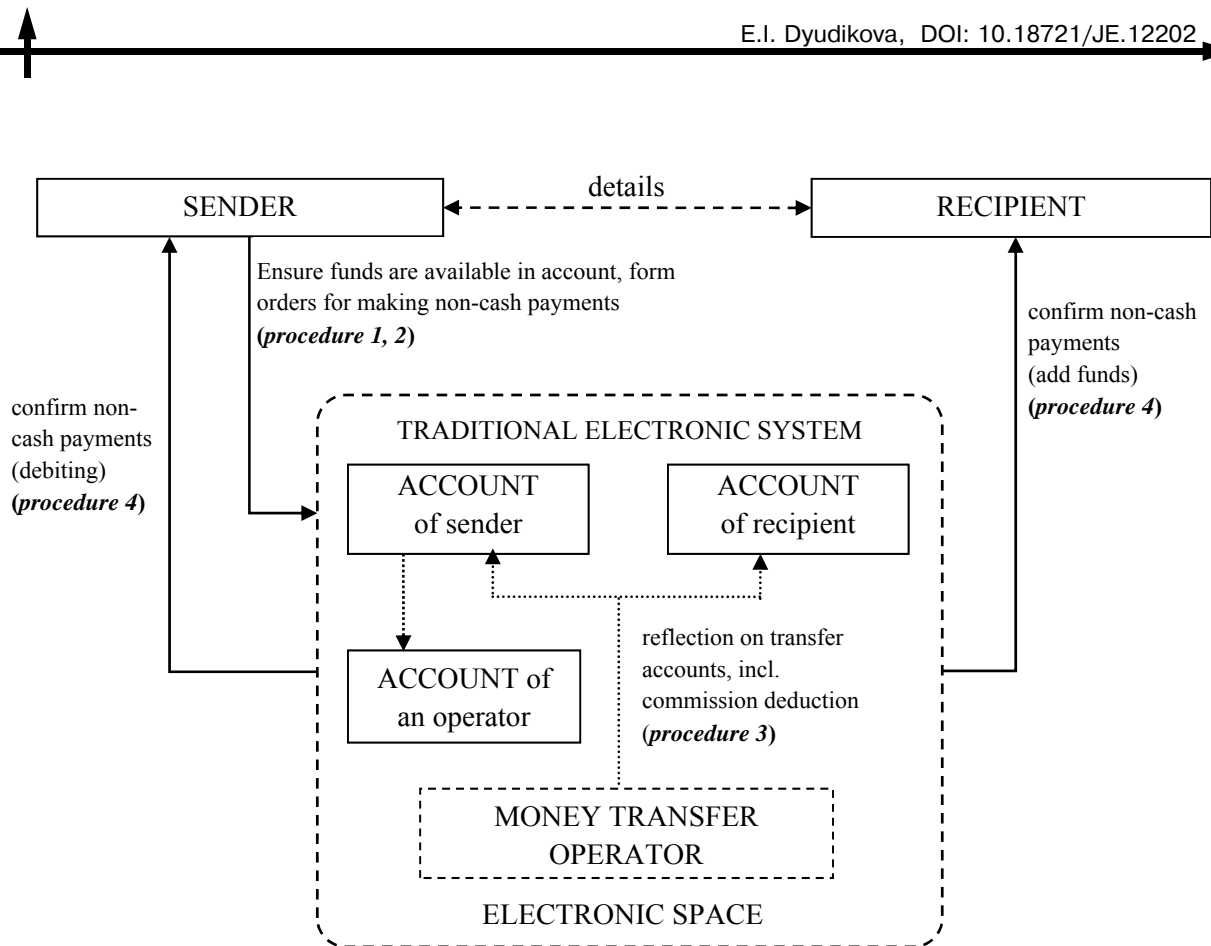 E.I. Dyudikova, DOI: 10.18721/JE.12202
details
SENDER
RECIPIENT
Ensure funds are available in account, form
orders for making non-cash payments
(procedure 1, 2)
confirm non-cash
payments
(add funds)
(procedure 4)
confirm non-
cash payments
(debiting)
(procedure 4)
TRADITIONAL ELECTRONIC SYSTEM
ACCOUNT
of sender
ACCOUNT
of recipient
reflection on transfer
accounts, incl.
commission deduction
(procedure 3)
ACCOUNT of
an operator
MONEY TRANSFER
OPERATOR
ELECTRONIC SPACE